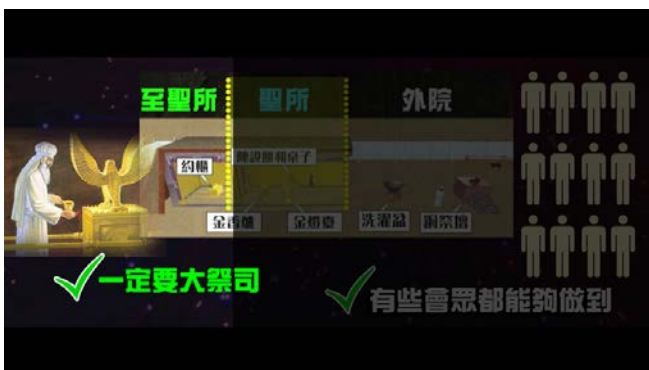 至聖所
聖所
外院
約櫃
陳設餅和桌子
金香爐
金燈臺
洗濯盆
銅祭壇
一定要大祭司
有些會眾都能夠做到